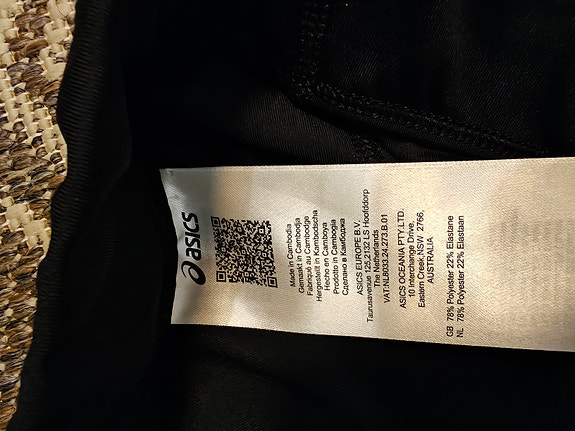 asics
Made in Cambodia
Gemaakt in Cambodja
Fabriqué au Cambodge
Hergestellt in Kambodscha
Hecho en Camboya
Prodotto in Cambogia
Сделано в Камбоджа
ASICS EUROPE B.V.
Taurusavenue 125,2132 LS Hoofddorp
The Netherlands
VAT:NL8033.24.273.B.01
ASICS OCEANIA PTY.LTD.
10 Interchange Drive,
Eastern Creek,NSW 2766,
AUSTRALIA
GB 78% Polyester 22% Elastane
NL 78% Polyester 22% Elastaan